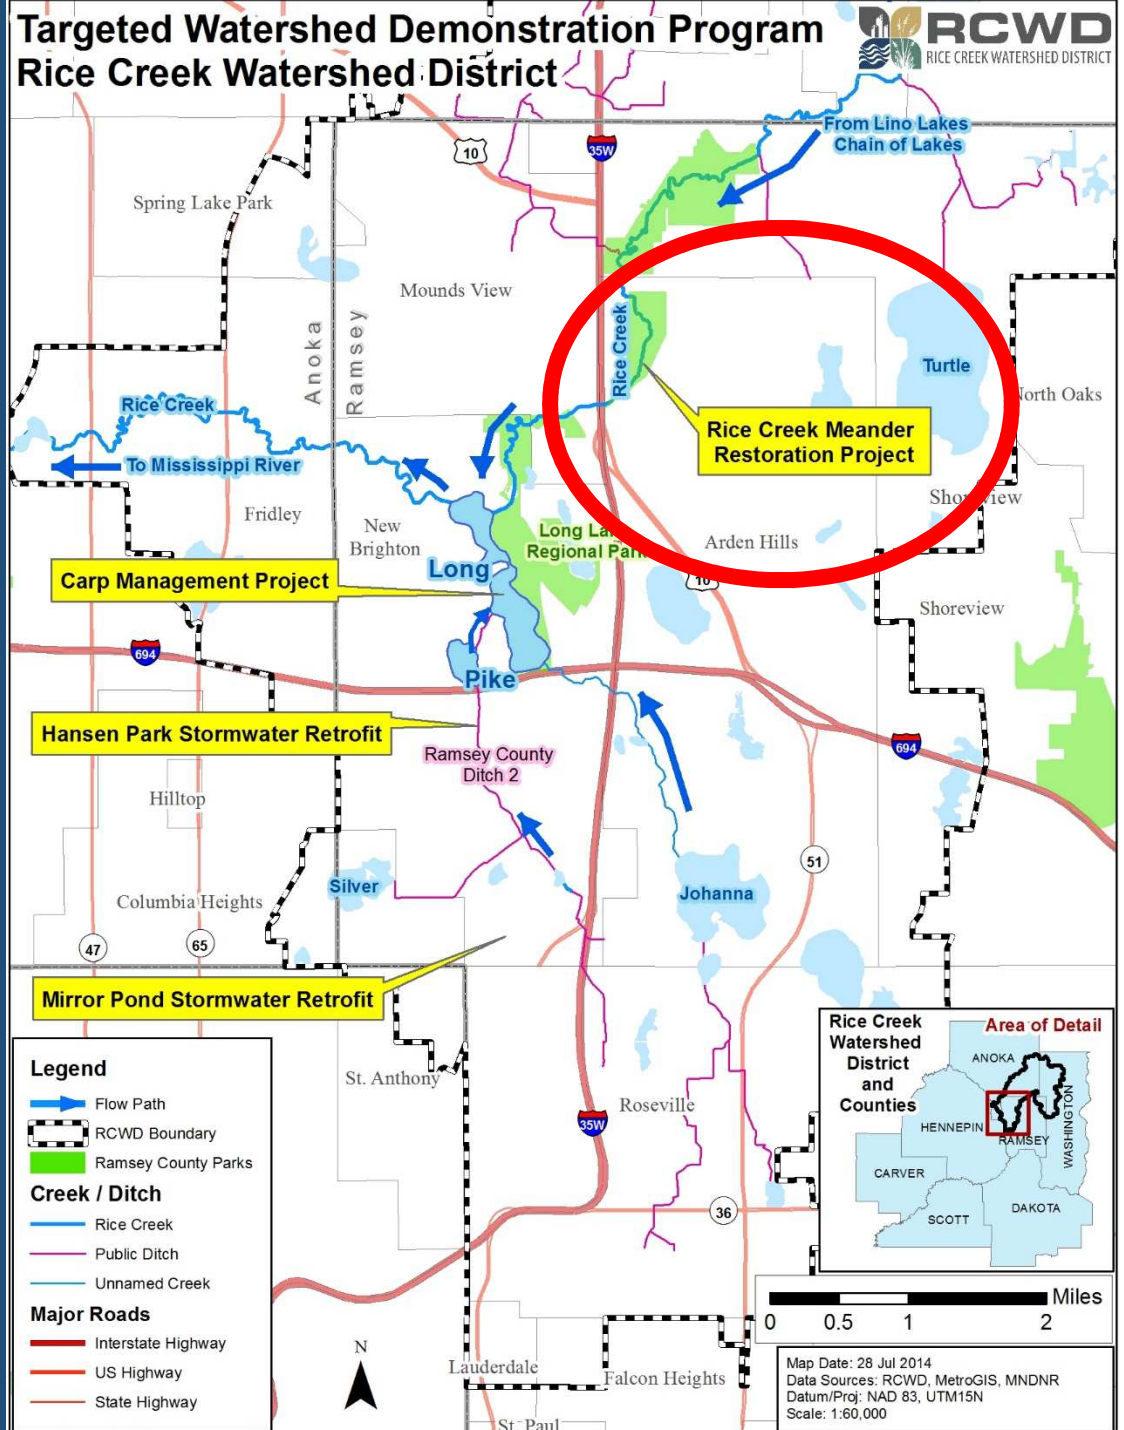 Targeted Watershed Demonstration Program
Rice Creek Watershed District
RCWD
RICE CREEK WATERSHED DISTRICT
From Lino Lakes
Chain of Lakes
10
35W
Spring Lake Park
Mounds View
Anoka
Ramsey
Rice Creek
Turtle
North Oaks
Rice Creek
Rice Creek Meander
Restoration Project
To Mississippi River
Fridley
New
Brighton
Shoreview
Long
Regional Park
Arden Hills
10
Carp Management Project
Long
Shoreview
694
Pike
Hansen Park Stormwater Retrofit
Ramsey County
Ditch 2
694
Hilltop
51
Silver
Johanna
Columbia Heights
47
65
Mirror Pond Stormwater Retrofit
Rice Creek
Watershed
District
and
Counties
Area of Detail
ANOKA
HENNEPIN
RAMSEY
WASHINGTON
CARVER
SCOTT
DAKOTA
St. Anthony
Roseville
35W
36
Legend
Flow Path
RCWD Boundary
Ramsey County Parks
Creek / Ditch
Rice Creek
Public Ditch
Unnamed Creek
Major Roads
Interstate Highway
US Highway
State Highway
N
Lauderdale
Falcon Heights
St. Paul
Miles
0 0.5 1 2
Map Date: 28 Jul 2014
Data Sources: RCWD, MetroGIS, MNDNR
Datum/Proj: NAD 83, UTM15N
Scale: 1:60,000